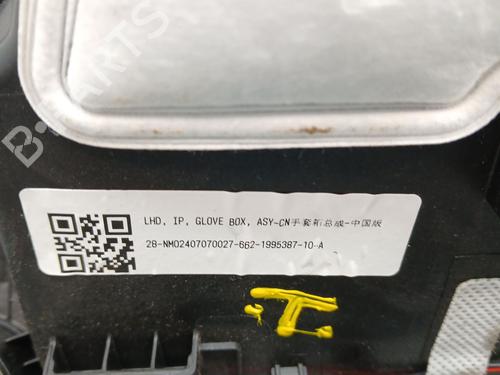 B-PARTS
LHD, IP, GLOVE BOX, ASY-CN手套箱总成-中国版
28-NM02407070027-662-1995387-10-A